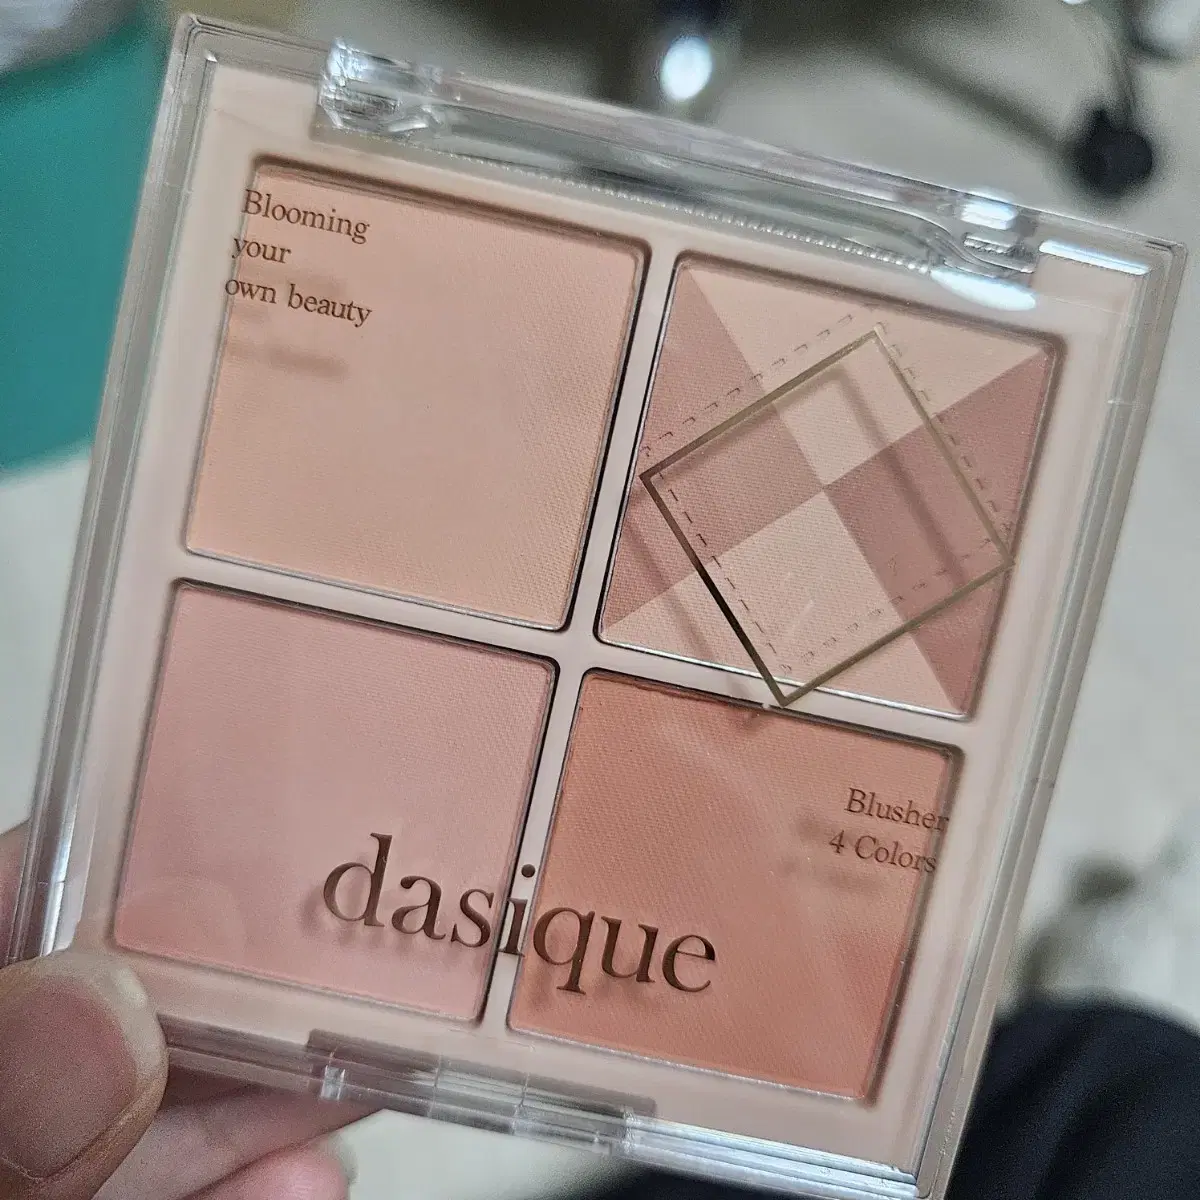 Blooming
your
own beauty
Blusher
4 Colors
dasique